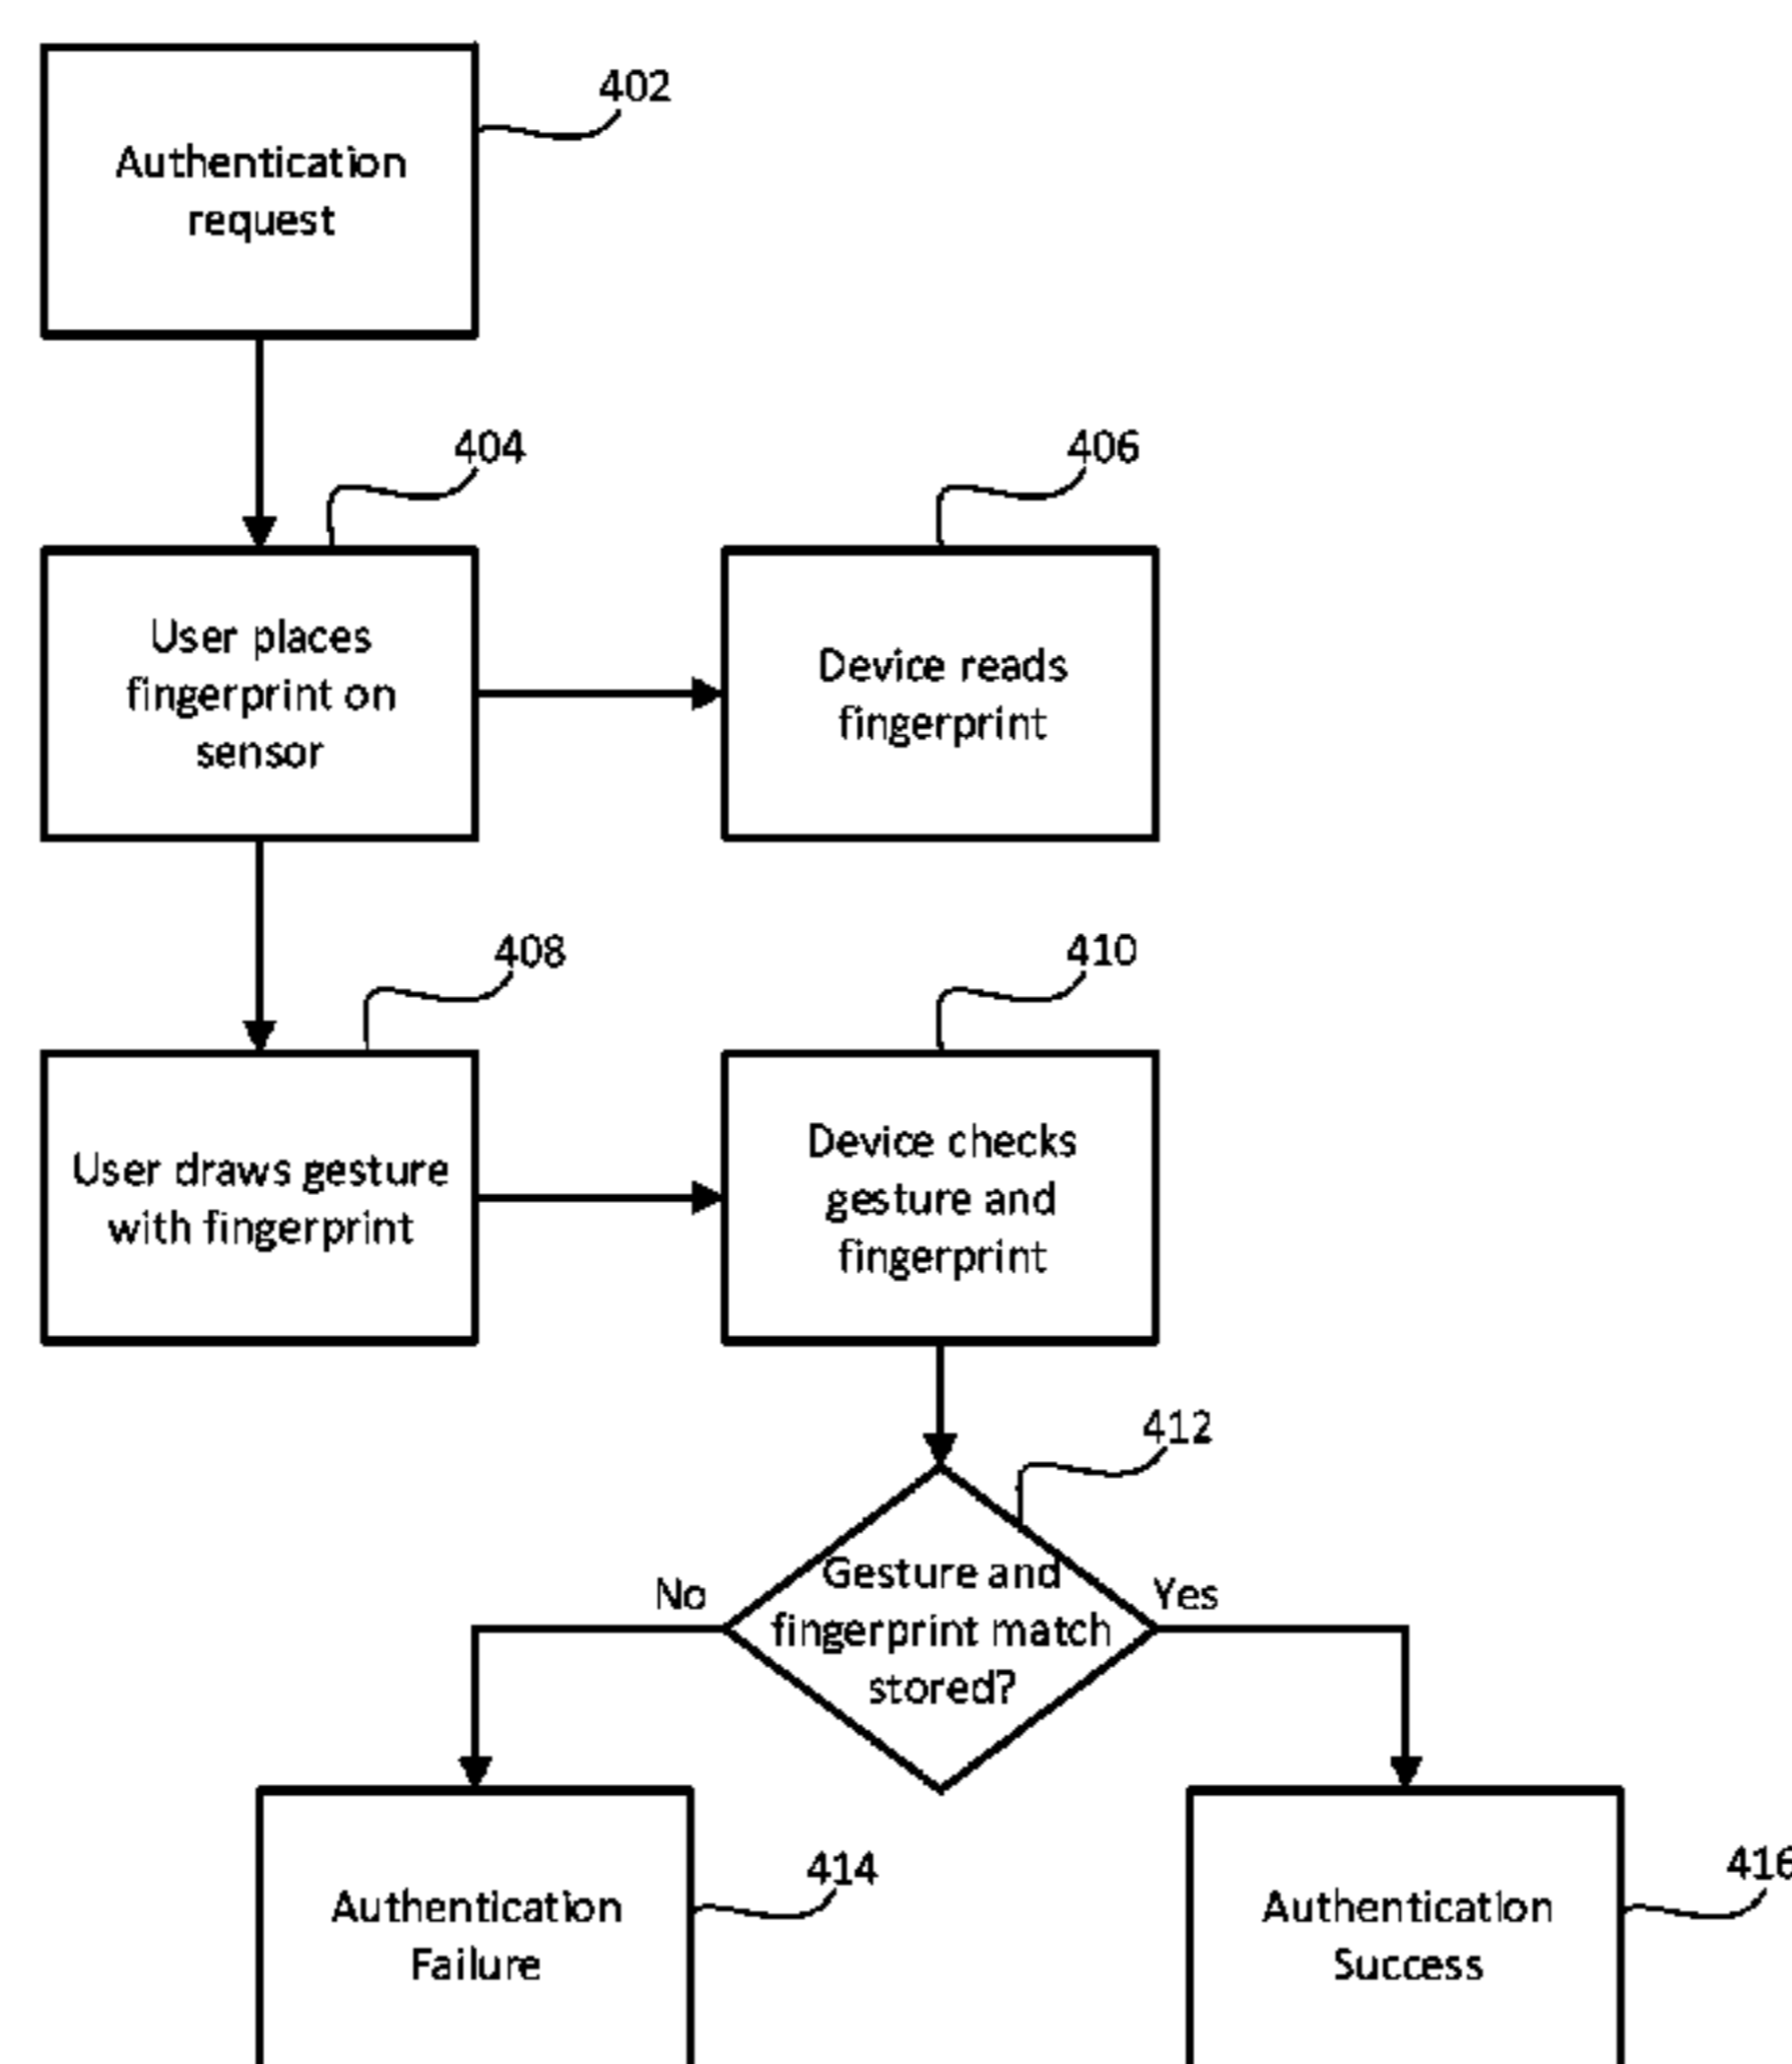 402
Authentication
request
404
406
User places
fingerprint on
sensor
Device reads
fingerprint
408
410
User draws gesture
with fingerprint
Device checks
gesture and
fingerprint
412
Gesture and
fingerprint match
stored?
No
Yes
414
416
Authentication
Failure
Authentication
Success